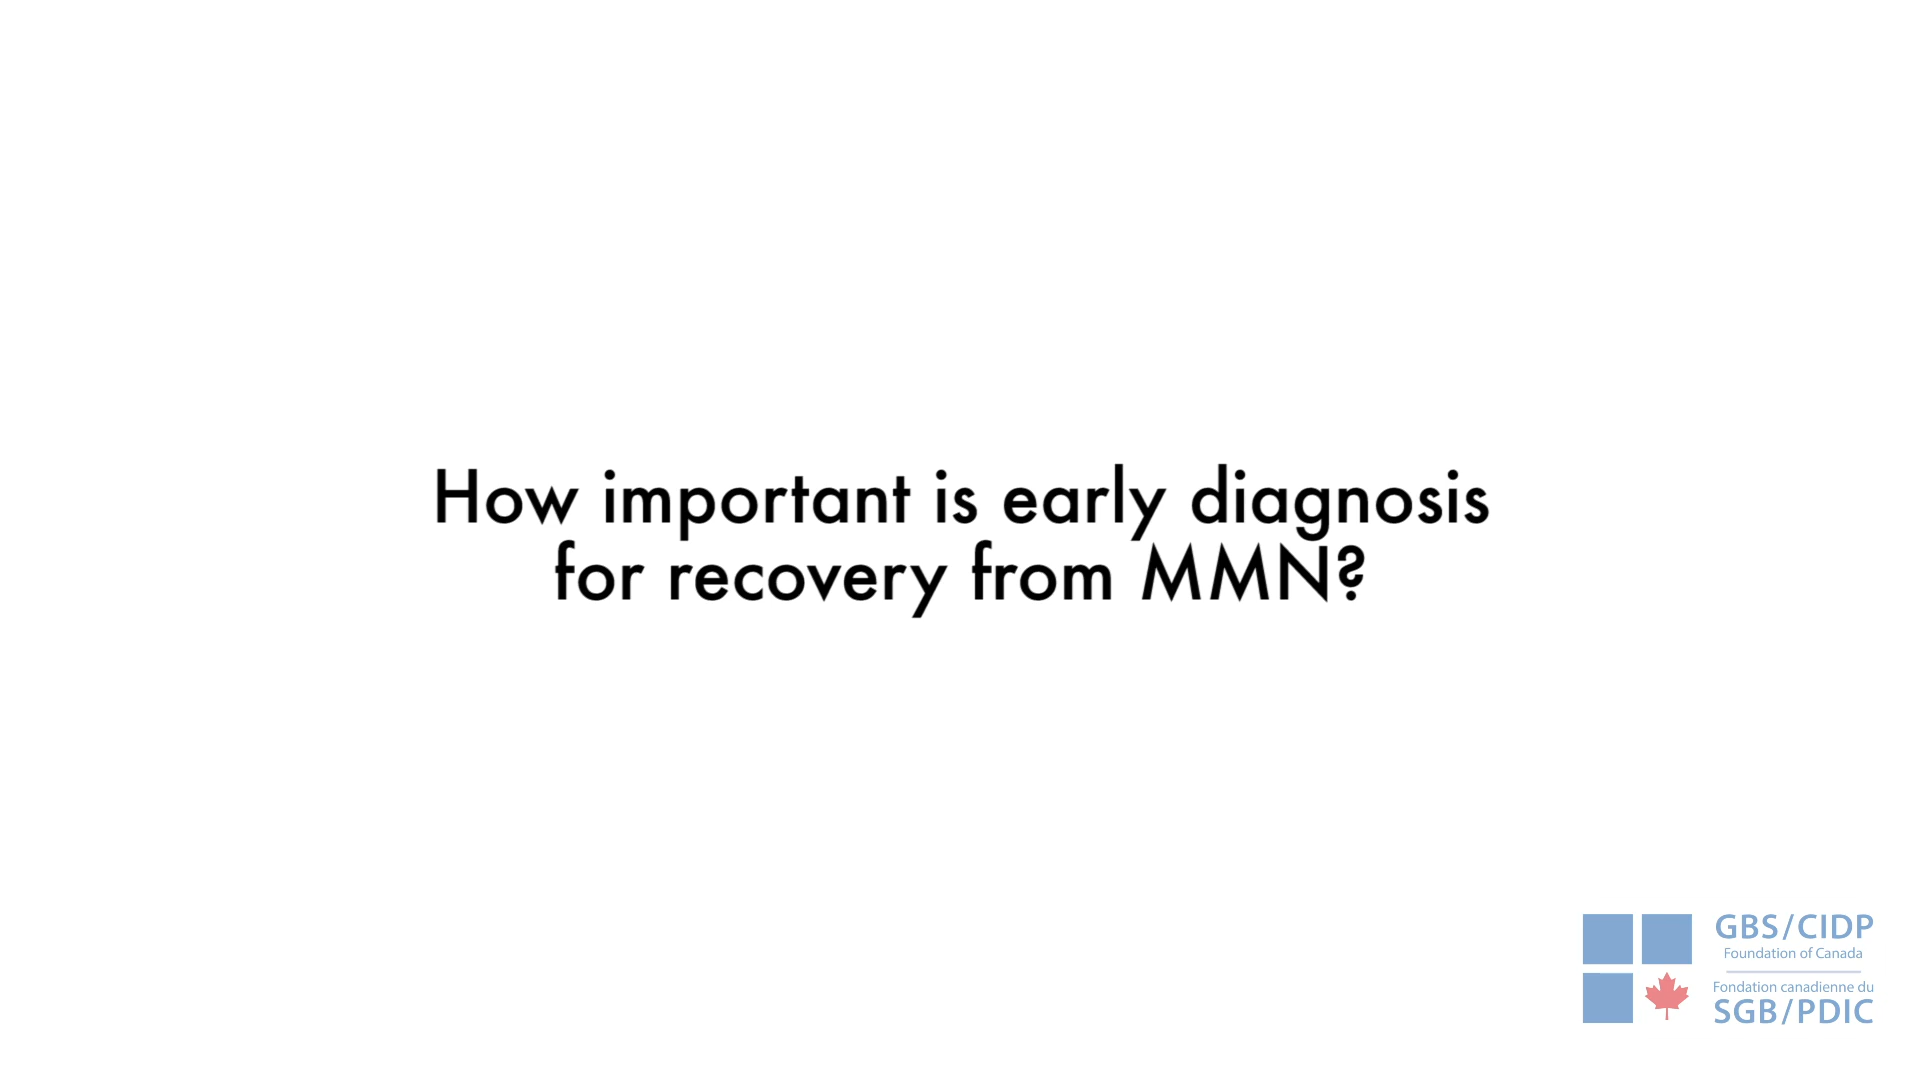 How important is early diagnosis
for recovery from MMN?
GBS/CIDP
Foundation of Canada
Fondation canadienne du
SGB/PDIC